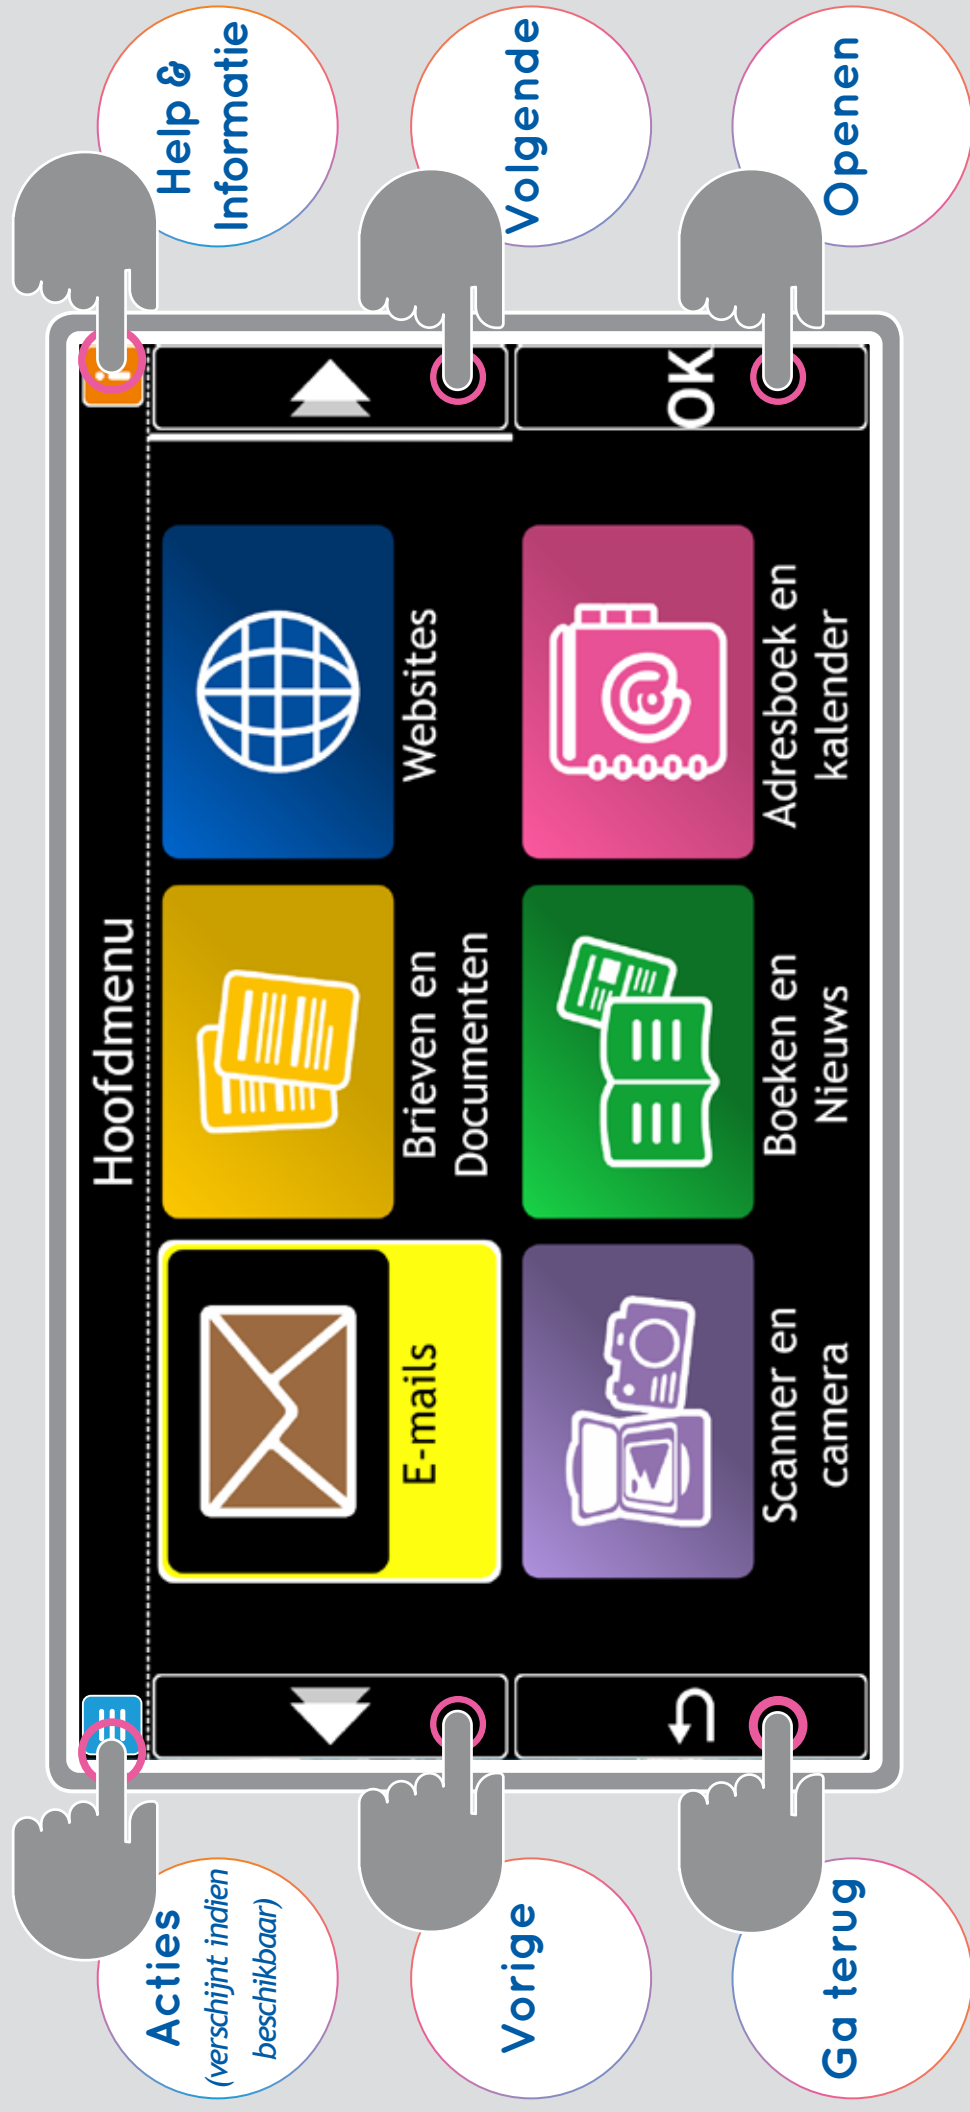 Acties
(verschijnt indien
beschikbaar)
Vorige
Ga terug
Hoofdmenu
E-mails
Brieven en
Documenten
Websites
Scanner en
camera
Boeken en
Nieuws
Adresboek en
kalender
i
OK
Help &
Informatie
Volgende
Openen